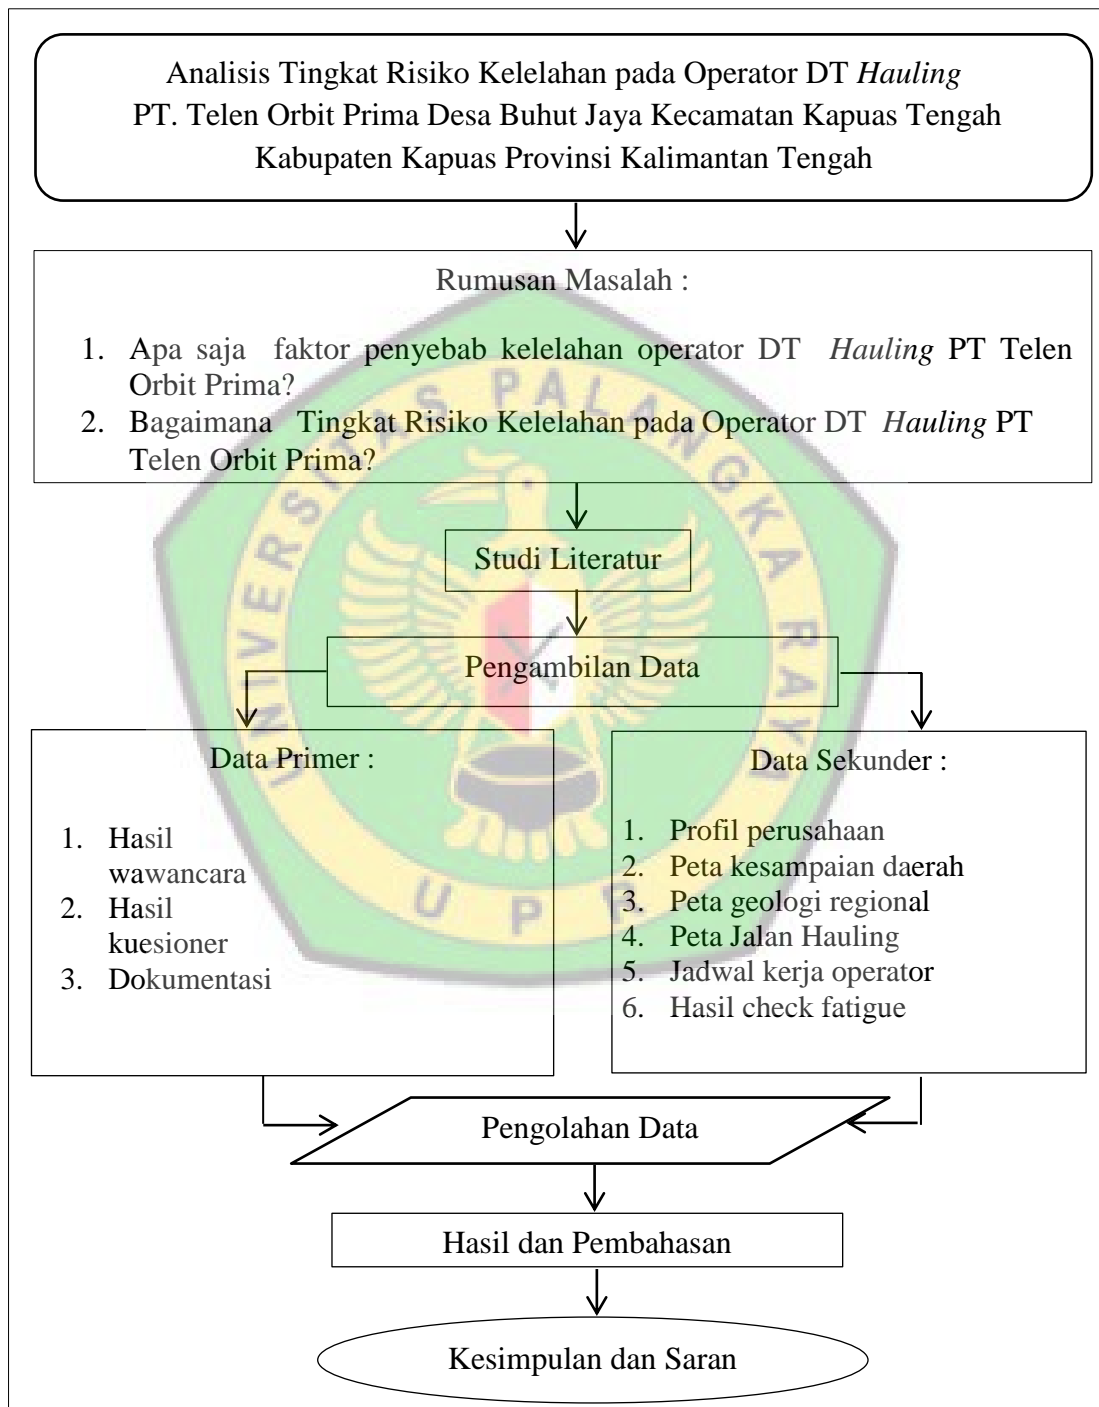 Analisis Tingkat Risiko Kelelahan pada Operator DT Hauling
PT. Telen Orbit Prima Desa Buhut Jaya Kecamatan Kapuas Tengah
Kabupaten Kapuas Provinsi Kalimantan Tengah
Rumusan Masalah :
1. Apa saja faktor penyebab kelelahan operator DT Hauling PT Telen
Orbit Prima?
2. Bagaimana Tingkat Risiko Kelelahan pada Operator DT Hauling PT
Telen Orbit Prima?
UNIVERSITAS PALANGKA RAYA
Studi Literatur
Pengambilan Data
Data Primer :
1. Hasil
wawancara
2. Hasil
kuesioner
3. Dokumentasi
Data Sekunder :
1. Profil perusahaan
2. Peta kesampaian daerah
3. Peta geologi regional
4. Peta Jalan Hauling
5. Jadwal kerja operator
6. Hasil check fatigue
UPR
Pengolahan Data
Hasil dan Pembahasan
Kesimpulan dan Saran